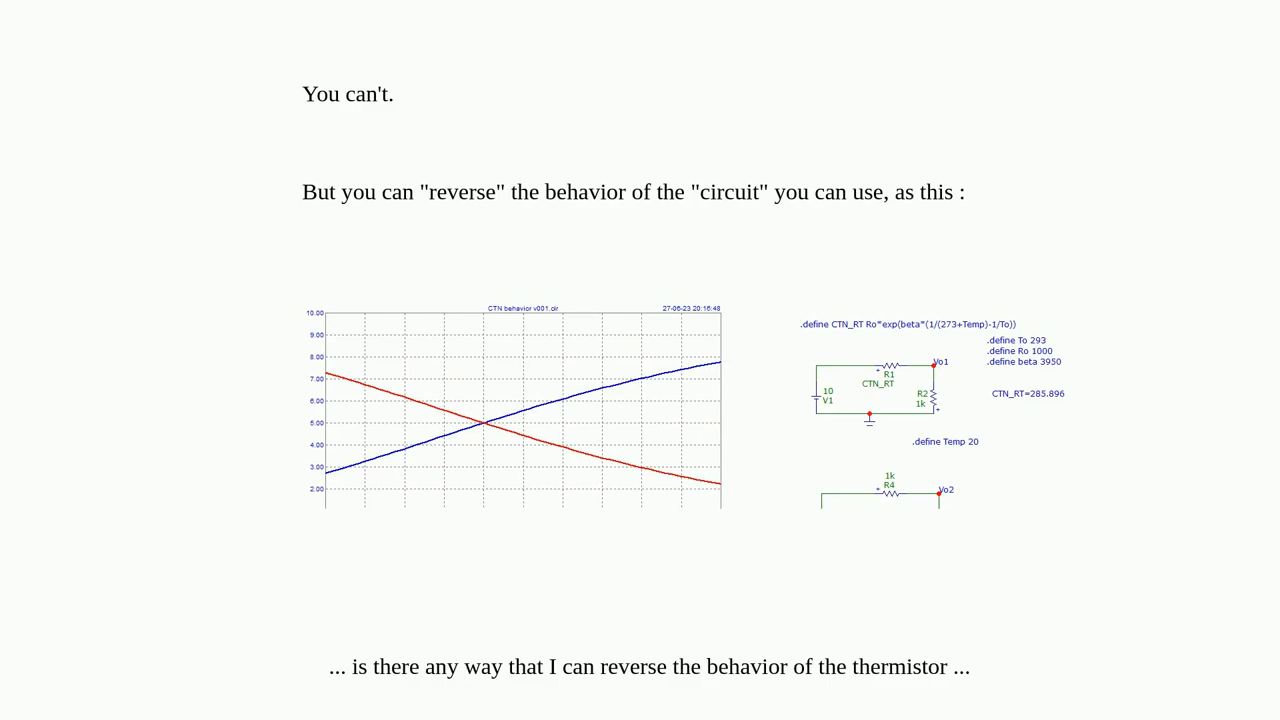 You can't.
But you can "reverse" the behavior of the "circuit" you can use, as this :
CTN behavior v001.cir 27-06-23 20:16:48
10.00
9.00
8.00
7.00
6.00
5.00
4.00
3.00
2.00
.define CTN_RT Ro*exp(beta*(1/(273+Temp)-1/To))
.define To 293
.define Ro 1000
.define beta 3950
Vo1
R1
CTN_RT
10
V1
R2
1k
CTN_RT=285.896
.define Temp 20
1k
R4
Vo2
... is there any way that I can reverse the behavior of the thermistor ...